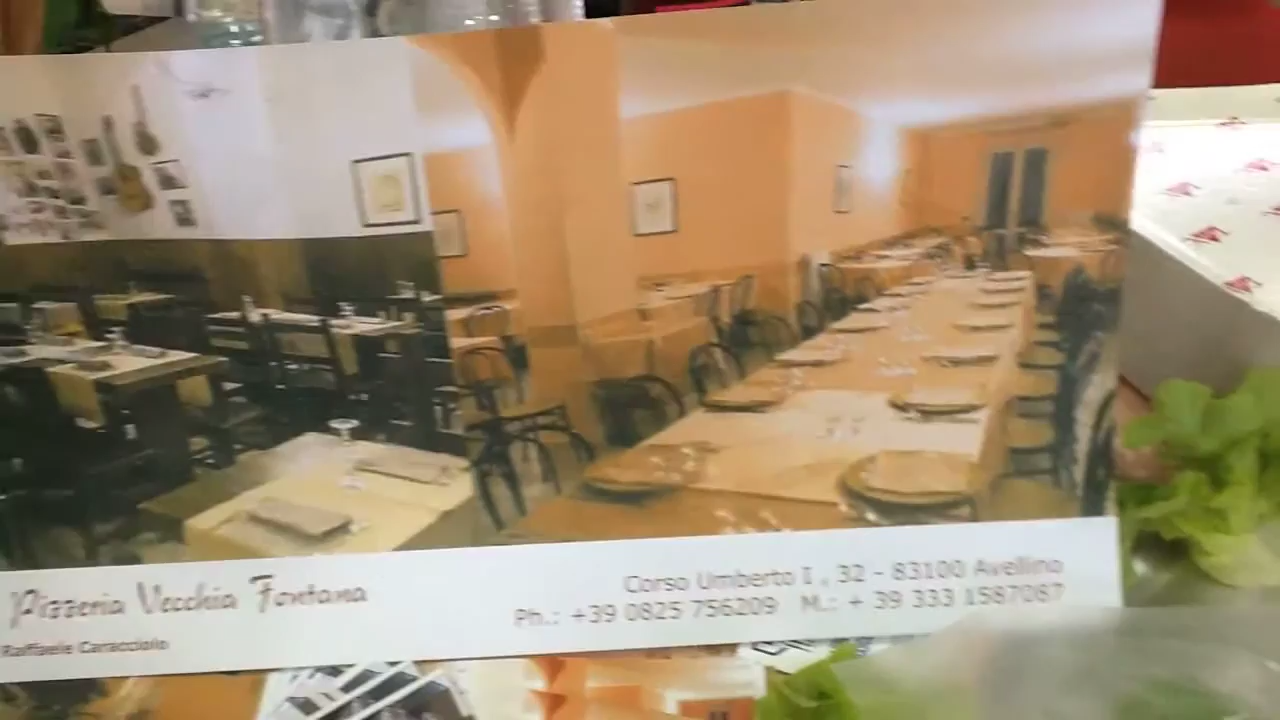 Pizzeria Vecchia Fontana
Raffaele Caracciolo
Corso Umberto I , 32 - 83100 Avellino
Ph.: +39 0825 756209 M.: + 39 333 1587087